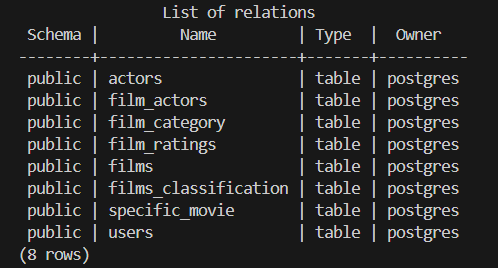 List of relations
Schema |         Name         | Type  |  Owner
--------+----------------------+-------+----------
public | actors               | table | postgres
public | film_actors          | table | postgres
public | film_category        | table | postgres
public | film_ratings         | table | postgres
public | films                | table | postgres
public | films_classification | table | postgres
public | specific_movie       | table | postgres
public | users                | table | postgres
(8 rows)